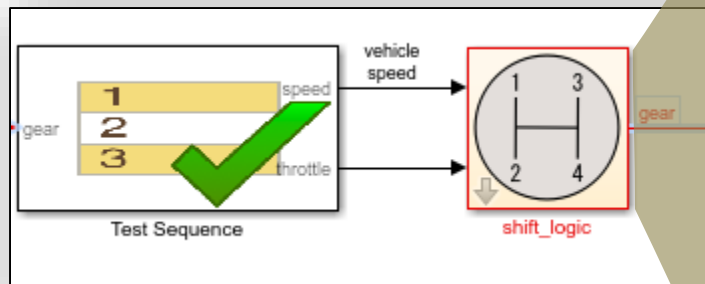 vehicle
speed
1
speed
gear
2
3
throttle
Test Sequence
1 3
2 4
shift_logic
gear